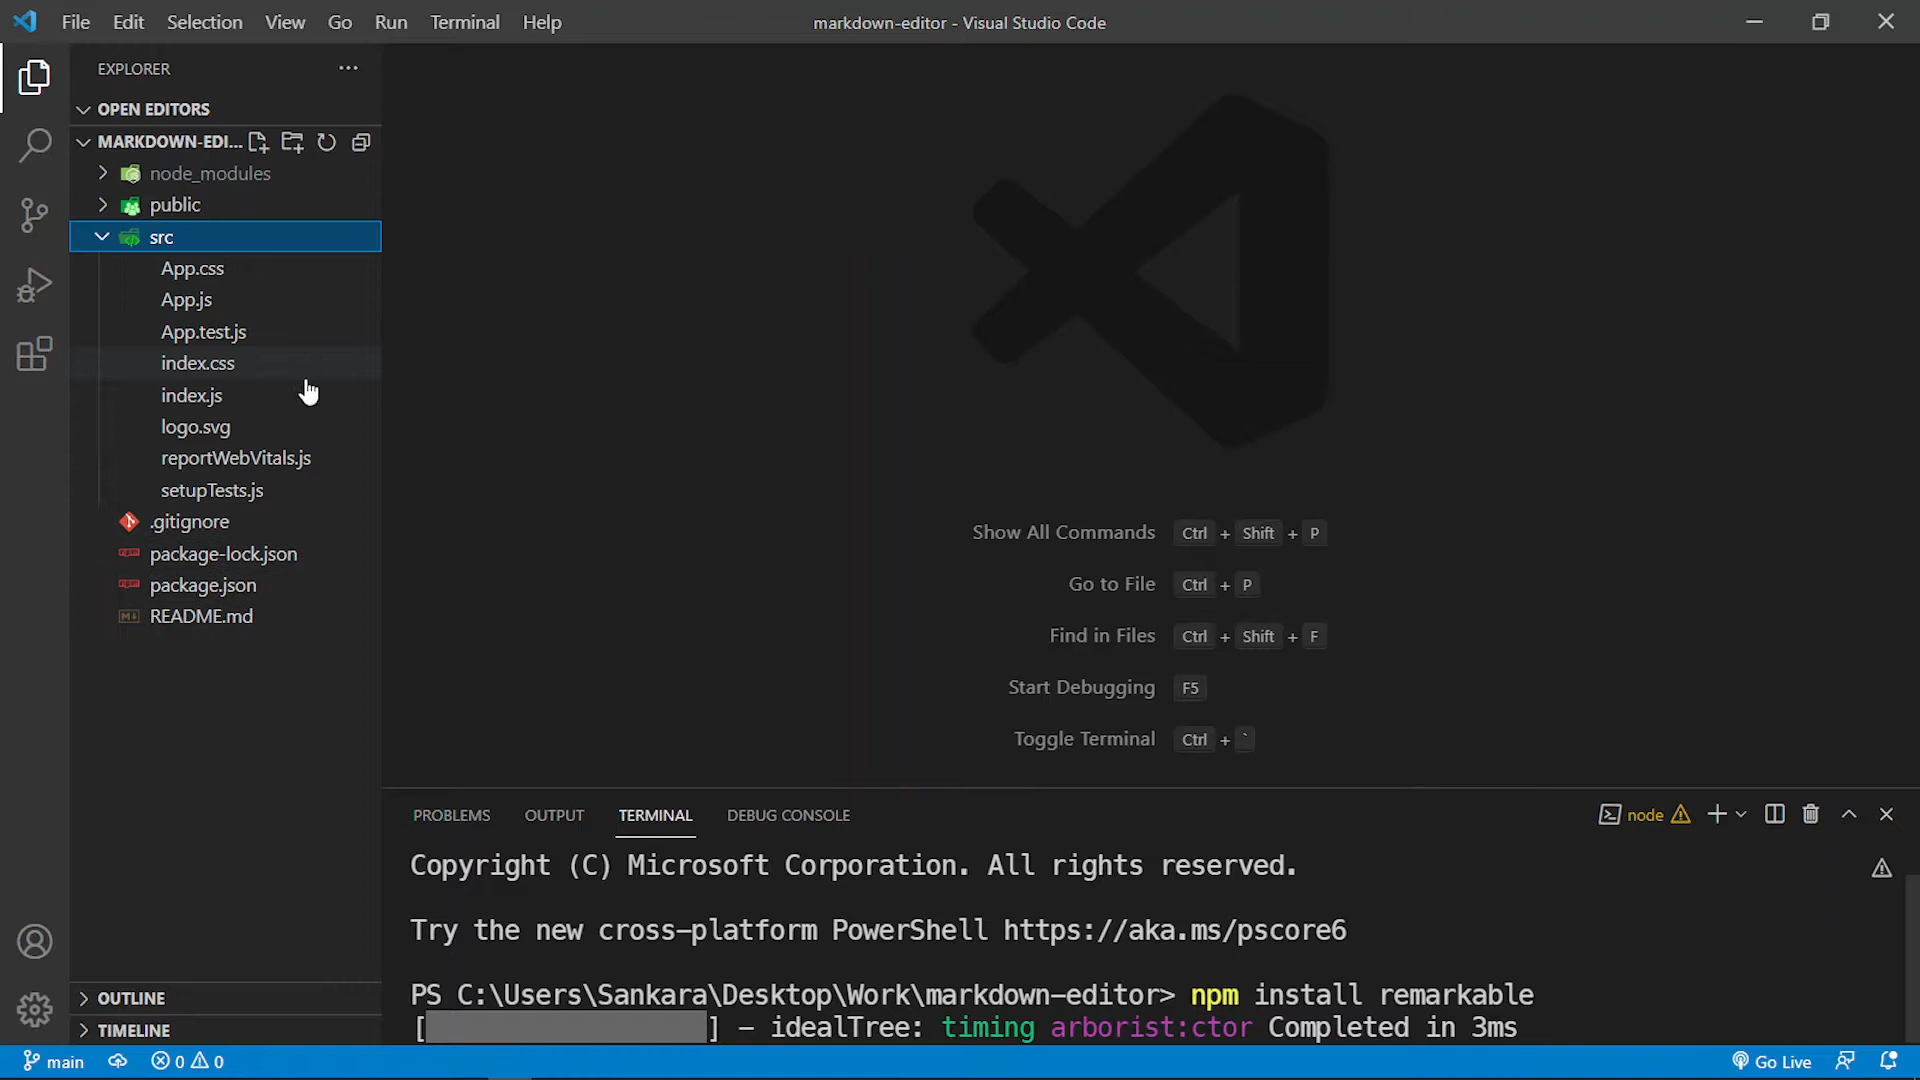 File Edit Selection View Go Run Terminal Help
markdown-editor - Visual Studio Code
EXPLORER
OPEN EDITORS
MARKDOWN-EDI...
node_modules
public
src
App.css
App.js
App.test.js
index.css
index.js
logo.svg
reportWebVitals.js
setupTests.js
.gitignore
package-lock.json
package.json
README.md
OUTLINE
TIMELINE
Show All Commands Ctrl + Shift + P
Go to File Ctrl + P
Find in Files Ctrl + Shift + F
Start Debugging F5
Toggle Terminal Ctrl + `
PROBLEMS OUTPUT TERMINAL DEBUG CONSOLE
node
Copyright (C) Microsoft Corporation. All rights reserved.
Try the new cross-platform PowerShell https://aka.ms/pscore6
PS C:\Users\Sankara\Desktop\Work\markdown-editor> npm install remarkable
[                  ] - idealTree: timing arborist:ctor Completed in 3ms
main 0 0 Go Live